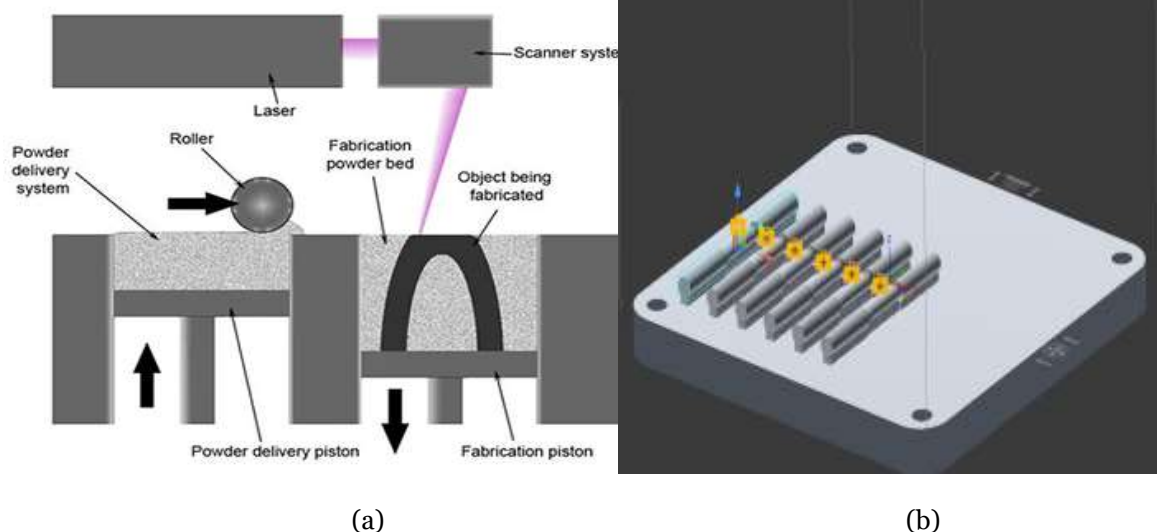 Scanner syste
Laser
Roller
Powder
delivery
system
Fabrication
powder bed
Object being
fabricated
Powder delivery piston
Fabrication piston
(a)
(b)